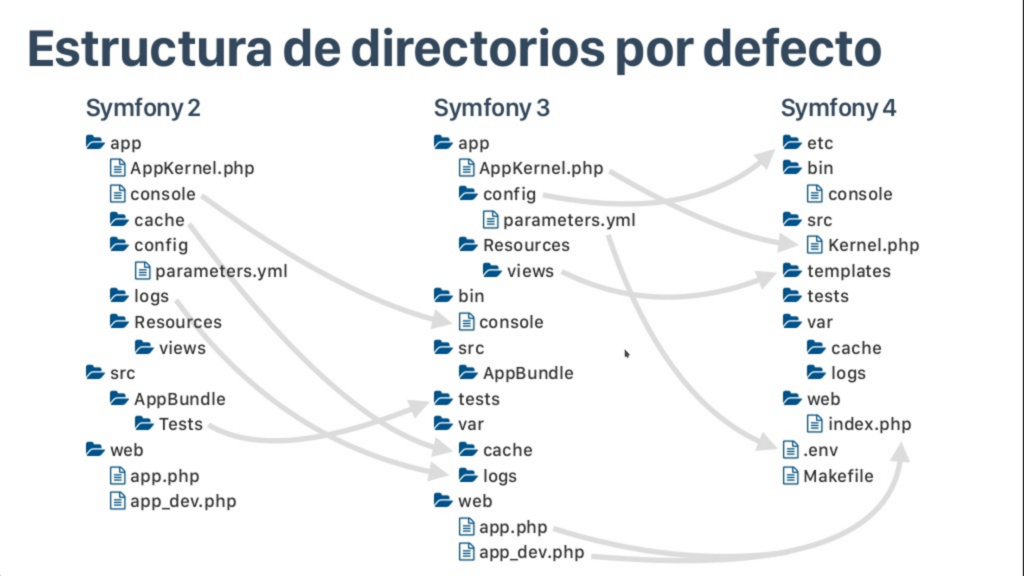 Estructura de directorios por defecto
Symfony 2
app
AppKernel.php
console
cache
config
parameters.yml
logs
Resources
views
src
AppBundle
Tests
web
app.php
app_dev.php
Symfony 3
app
AppKernel.php
config
parameters.yml
Resources
views
bin
console
src
AppBundle
tests
var
cache
logs
web
app.php
app_dev.php
Symfony 4
etc
bin
console
src
Kernel.php
templates
tests
var
cache
logs
web
index.php
.env
Makefile